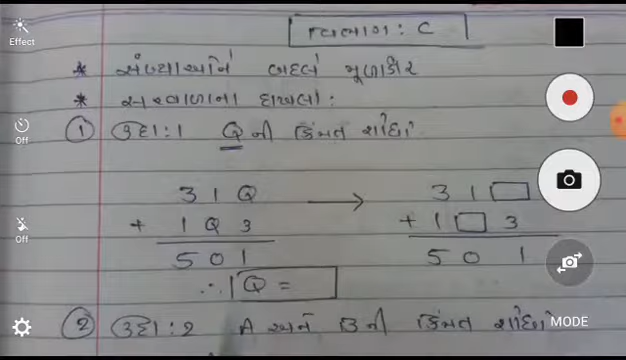 વિભાગ : C
Effect
* સંખ્યાઓને બદલે મૂળાક્ષર
* સરવાળાના દાખલા :
Off
① ઉદા : 1 Q ની કિંમત શોધો
3 1 Q → 3 1 □
+ 1 Q 3 + 1 □ 3
Off
5 0 1 5 0 1
∴ Q =
② ઉદા : 2 A અને B ની કિંમત શોધો
MODE